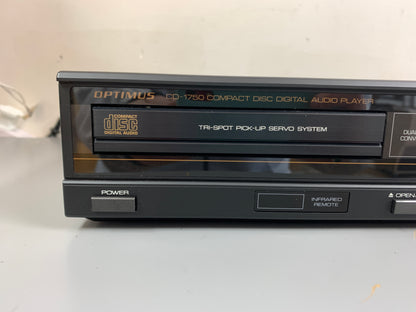 OPTIMUS CD-1750 COMPACT DISC DIGITAL AUDIO PLAYER
COMPACT
disc
DIGITAL AUDIO
TRI-SPOT PICK-UP SERVO SYSTEM
DUAL
CONV
POWER
INFRARED
REMOTE
OPEN